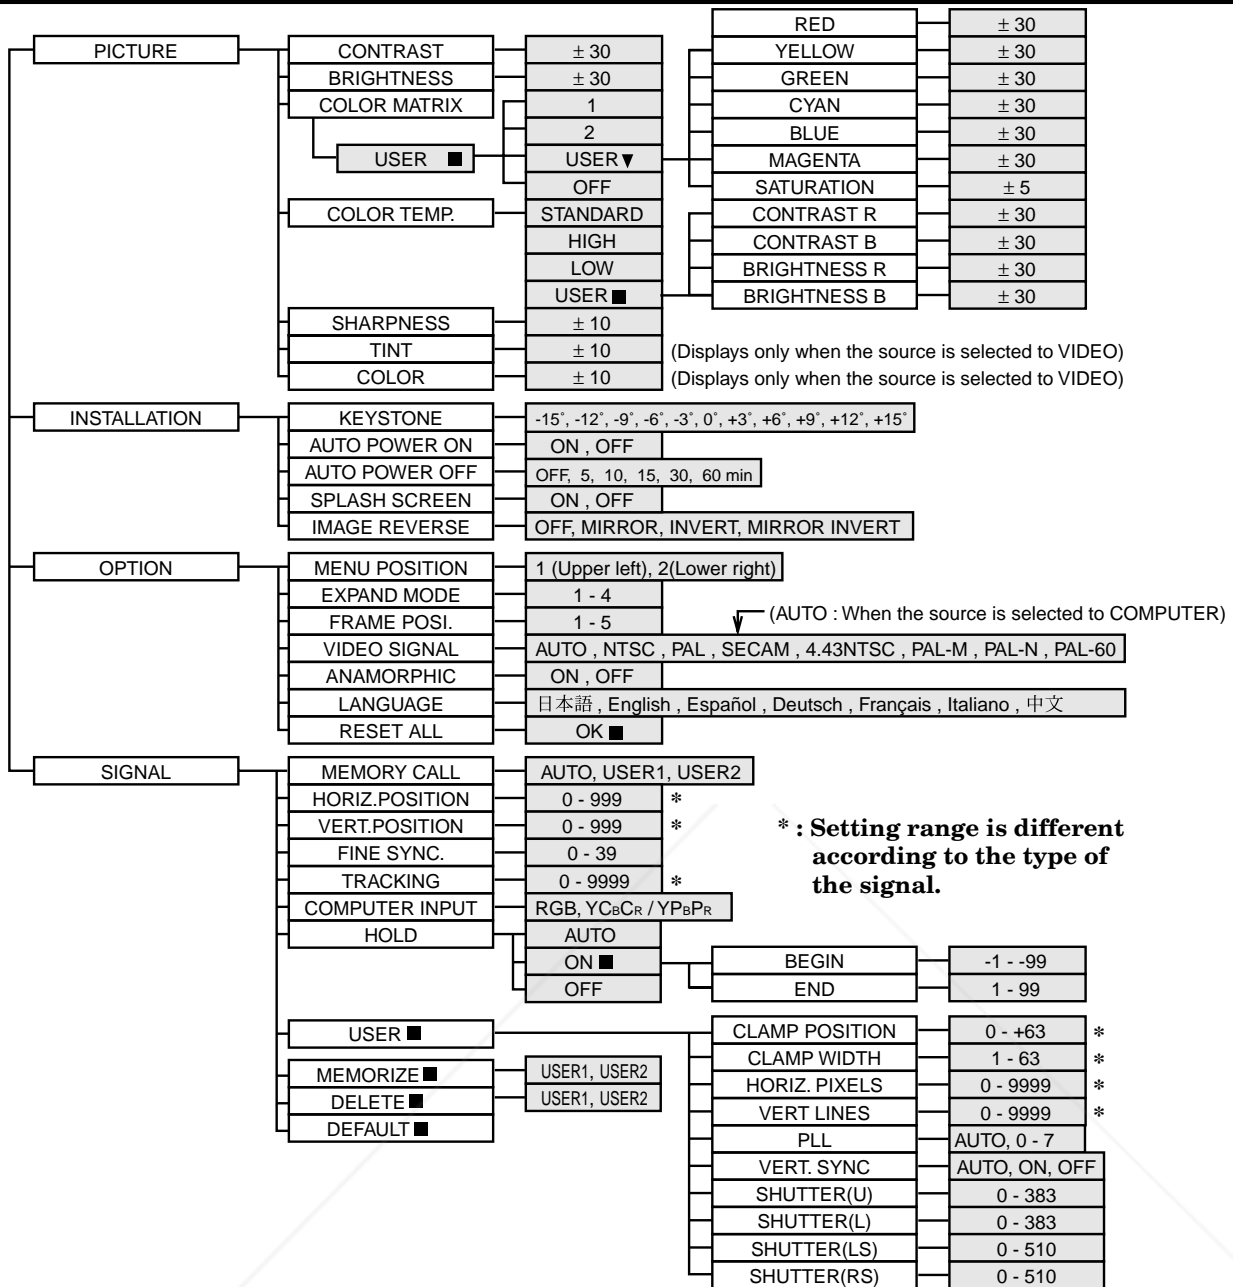 RED ± 30
PICTURE CONTRAST ± 30 YELLOW ± 30
BRIGHTNESS ± 30 GREEN ± 30
COLOR MATRIX 1 CYAN ± 30
2 BLUE ± 30
USER ■ USER▼ MAGENTA ± 30
OFF SATURATION ± 5
COLOR TEMP. STANDARD CONTRAST R ± 30
HIGH CONTRAST B ± 30
LOW BRIGHTNESS R ± 30
USER■ BRIGHTNESS B ± 30
SHARPNESS ± 10
TINT ± 10 (Displays only when the source is selected to VIDEO)
COLOR ± 10 (Displays only when the source is selected to VIDEO)
INSTALLATION KEYSTONE -15°, -12°, -9°, -6°, -3°, 0°, +3°, +6°, +9°, +12°, +15°
AUTO POWER ON ON , OFF
AUTO POWER OFF OFF, 5, 10, 15, 30, 60 min
SPLASH SCREEN ON , OFF
IMAGE REVERSE OFF, MIRROR, INVERT, MIRROR INVERT
OPTION MENU POSITION 1 (Upper left), 2(Lower right)
EXPAND MODE 1 - 4
FRAME POSI. 1 - 5 (AUTO : When the source is selected to COMPUTER)
VIDEO SIGNAL AUTO , NTSC , PAL , SECAM , 4.43NTSC , PAL-M , PAL-N , PAL-60
ANAMORPHIC ON , OFF
LANGUAGE 日本語 , English , Español , Deutsch , Français , Italiano , 中文
RESET ALL OK ■
SIGNAL MEMORY CALL AUTO, USER1, USER2
HORIZ.POSITION 0 - 999 *
VERT.POSITION 0 - 999 *
FINE SYNC. 0 - 39
TRACKING 0 - 9999 *
* : Setting range is different
according to the type of
the signal.
COMPUTER INPUT RGB, YCBCR / YPBPR
HOLD AUTO
ON ■ BEGIN -1 - -99
OFF END 1 - 99
USER ■ CLAMP POSITION 0 - +63 *
CLAMP WIDTH 1 - 63 *
MEMORIZE■ USER1, USER2 HORIZ. PIXELS 0 - 9999 *
DELETE■ USER1, USER2 VERT LINES 0 - 9999 *
DEFAULT■ PLL AUTO, 0 - 7
VERT. SYNC AUTO, ON, OFF
SHUTTER(U) 0 - 383
SHUTTER(L) 0 - 383
SHUTTER(LS) 0 - 510
SHUTTER(RS) 0 - 510